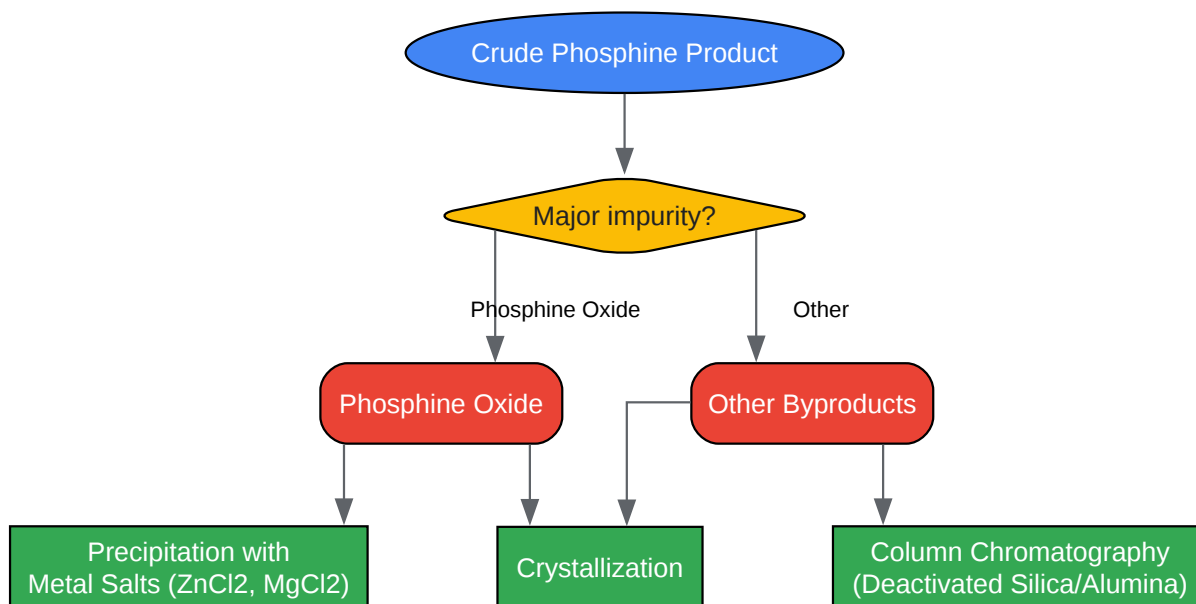 Crude Phosphine Product
Major impurity?
Phosphine Oxide
Other
Phosphine Oxide
Other Byproducts
Precipitation with
Metal Salts (ZnCl2, MgCl2)
Crystallization
Column Chromatography
(Deactivated Silica/Alumina)